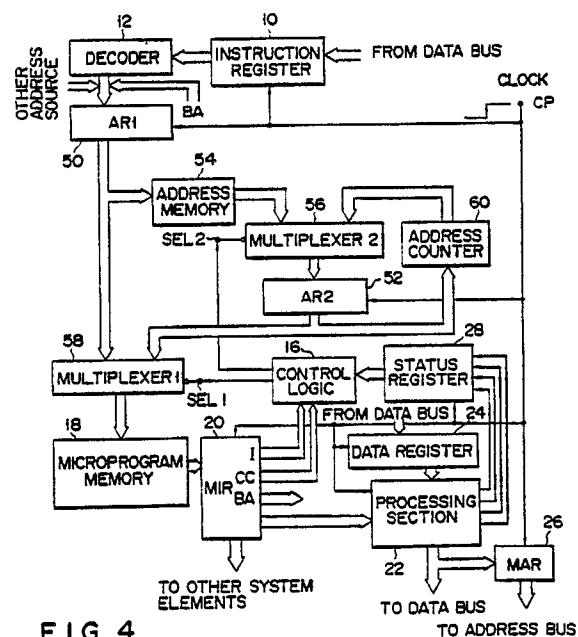 12
10
DECODER
INSTRUCTION
REGISTER
FROM DATA BUS
OTHER
ADDRESS
SOURCE
BA
CLOCK
CP
AR1
50
54
ADDRESS
MEMORY
56
60
SEL2
MULTIPLEXER 2
ADDRESS
COUNTER
AR2
52
58
16
28
MULTIPLEXER 1
CONTROL
LOGIC
STATUS
REGISTER
SEL 1
18
20
FROM DATA BUS
24
MICROPROGRAM
MEMORY
MIR
I
CC
BA
DATA REGISTER
PROCESSING
SECTION
26
22
MAR
TO OTHER SYSTEM
ELEMENTS
TO DATA BUS
TO ADDRESS BUS
FIG. 4